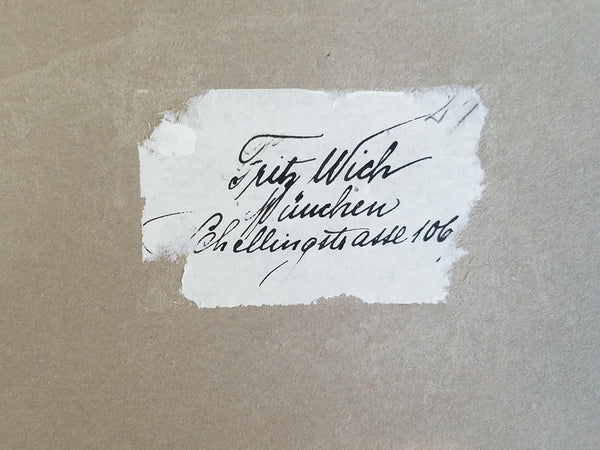 Fritz Wich
München
Schellingstrasse 106